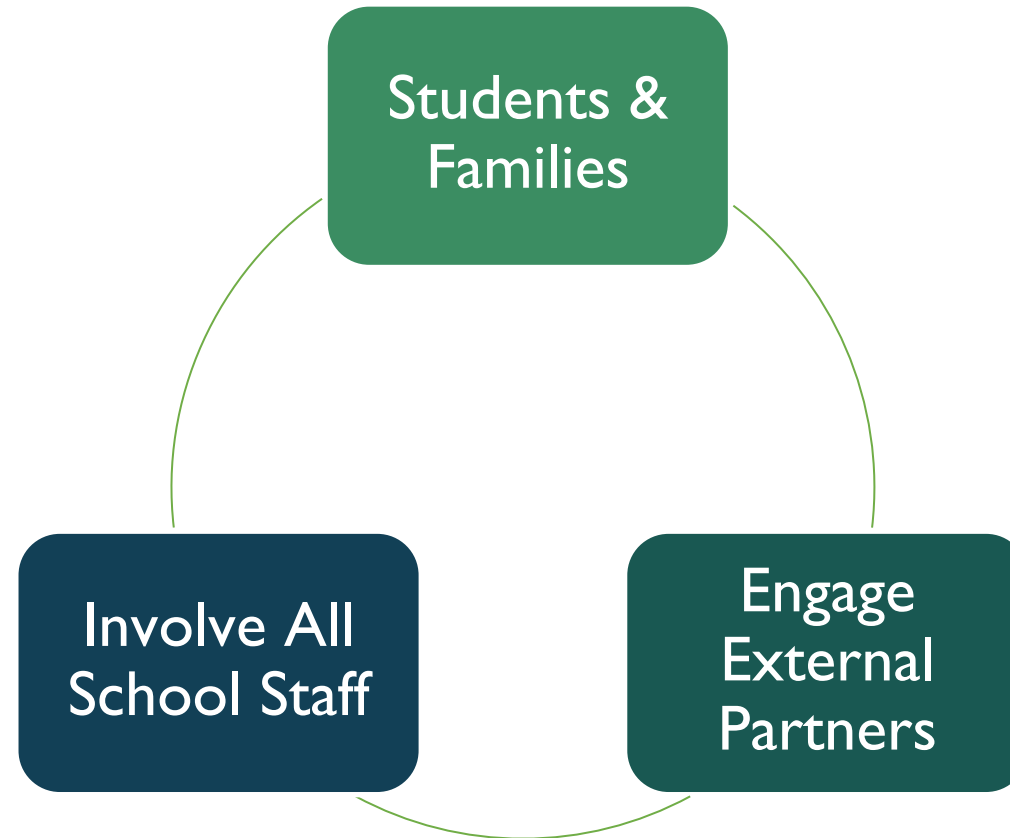 Students &
Families
Involve All
School Staff
Engage
External
Partners